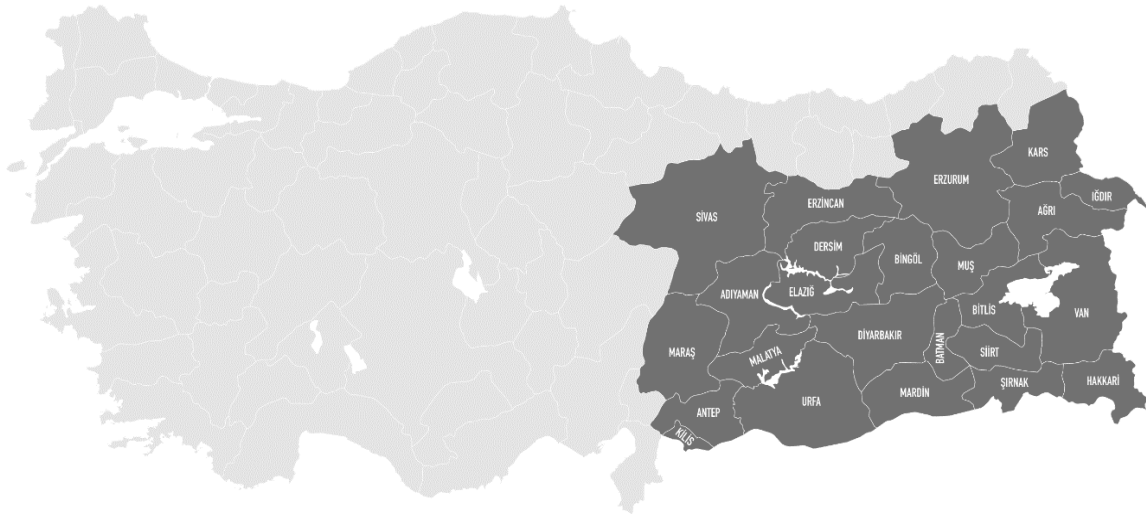 KARS
ERZURUM
IĞDIR
ERZİNCAN
AĞRI
SİVAS
DERSİM
BİNGÖL
MUŞ
ELAZIĞ
ADIYAMAN
BİTLİS
VAN
DİYARBAKIR
BATMAN
MARAŞ
MALATYA
SİİRT
HAKKARİ
ŞIRNAK
MARDİN
URFA
ANTEP
KİLİS